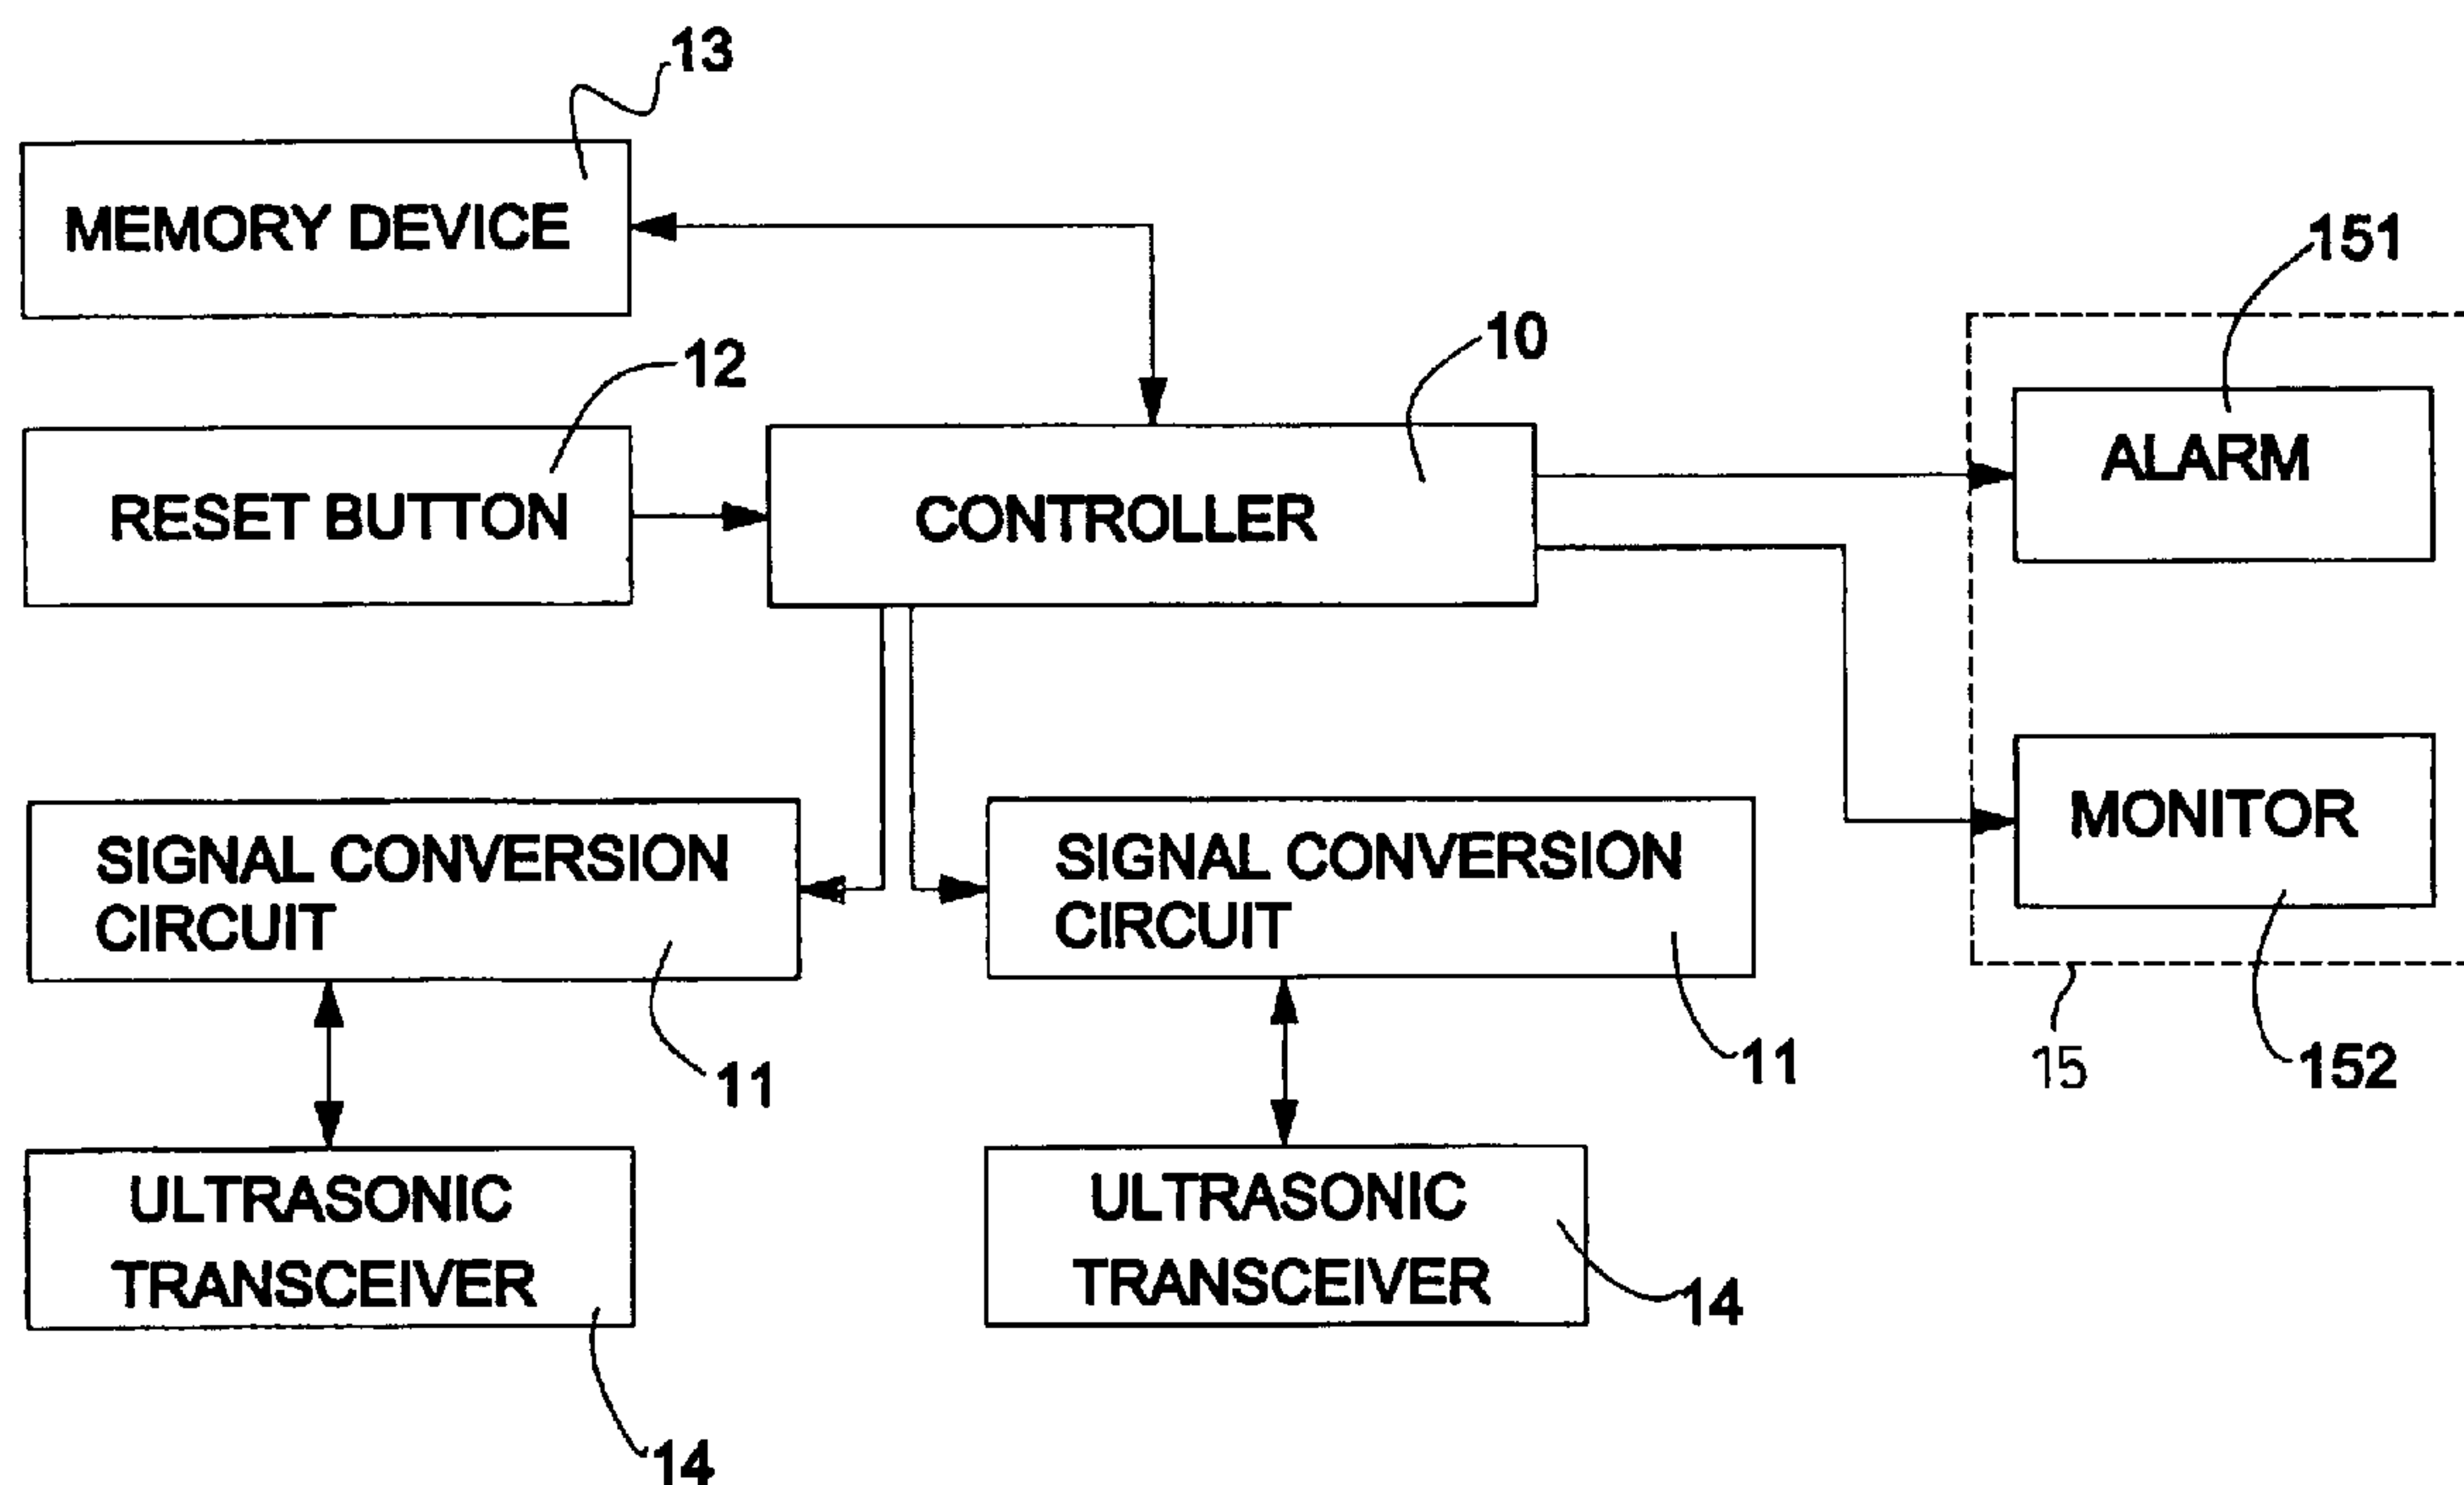 13
MEMORY DEVICE
151
10
12
ALARM
RESET BUTTON
CONTROLLER
MONITOR
SIGNAL CONVERSION
CIRCUIT
SIGNAL CONVERSION
CIRCUIT
11
11
15
152
ULTRASONIC
TRANSCEIVER
ULTRASONIC
TRANSCEIVER
14
14